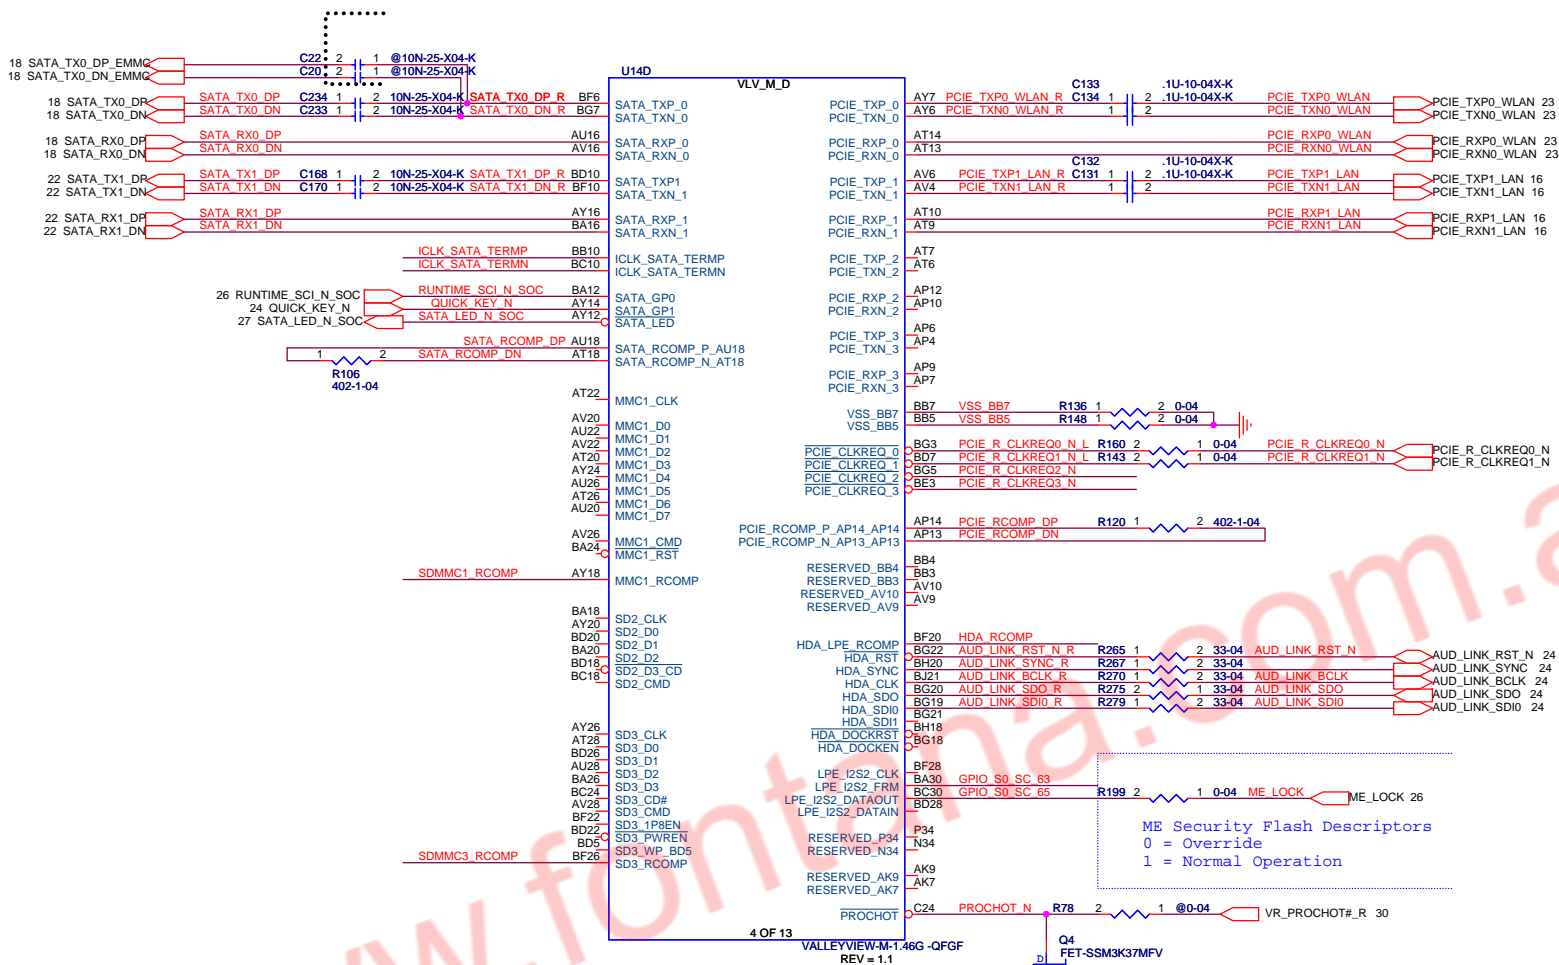 18 SATA_TX0_DP_EMMC C22 2 1 @10N-25-X04-K
18 SATA_TX0_DN_EMMC C20 2 1 @10N-25-X04-K
U14D
VLV_M_D
18 SATA_TX0_DP SATA_TX0_DP C234 1 2 10N-25-X04-K SATA_TX0_DP_R BF6 SATA_TXP_0
18 SATA_TX0_DN SATA_TX0_DN C233 1 2 10N-25-X04-K SATA_TX0_DN_R BG7 SATA_TXN_0
18 SATA_RX0_DP SATA_RX0_DP AU16 SATA_RXP_0
18 SATA_RX0_DN SATA_RX0_DN AV16 SATA_RXN_0
22 SATA_TX1_DP SATA_TX1_DP C168 1 2 10N-25-X04-K SATA_TX1_DP_R BD10 SATA_TXP1
22 SATA_TX1_DN SATA_TX1_DN C170 1 2 10N-25-X04-K SATA_TX1_DN_R BF10 SATA_TXN_1
22 SATA_RX1_DP SATA_RX1_DP AY16 SATA_RXP_1
22 SATA_RX1_DN SATA_RX1_DN BA16 SATA_RXN_1
ICLK_SATA_TERMP BB10 ICLK_SATA_TERMP
ICLK_SATA_TERMN BC10 ICLK_SATA_TERMN
26 RUNTIME_SCI_N_SOC RUNTIME_SCI_N_SOC BA12 SATA_GP0
24 QUICK_KEY_N QUICK_KEY_N AY14 SATA_GP1
27 SATA_LED_N_SOC SATA_LED_N_SOC AY12 SATA_LED
SATA_RCOMP_DP AU18 SATA_RCOMP_P_AU18
1 2 SATA_RCOMP_DN AT18 SATA_RCOMP_N_AT18
R106
402-1-04
AT22 MMC1_CLK
AV20 MMC1_D0
AU22 MMC1_D1
AV22 MMC1_D2
AT20 MMC1_D3
AY24 MMC1_D4
AU26 MMC1_D5
AT26 MMC1_D6
AU20 MMC1_D7
AV26 MMC1_CMD
BA24 MMC1_RST
SDMMC1_RCOMP AY18 MMC1_RCOMP
BA18 SD2_CLK
AY20 SD2_D0
BD20 SD2_D1
BA20 SD2_D2
BD18 SD2_D3_CD
BC18 SD2_CMD
AY26 SD3_CLK
AT28 SD3_D0
BD26 SD3_D1
AU28 SD3_D2
BA26 SD3_D3
BC24 SD3_CD#
AV28 SD3_CMD
BF22 SD3_1P8EN
BD22 SD3_PWREN
BD5 SD3_WP_BD5
SDMMC3_RCOMP BF26 SD3_RCOMP
C133 .1U-10-04X-K
PCIE_TXP_0 AY7 PCIE_TXP0_WLAN_R C134 1 2 .1U-10-04X-K PCIE_TXP0_WLAN PCIE_TXP0_WLAN 23
PCIE_TXN_0 AY6 PCIE_TXN0_WLAN_R 1 2 PCIE_TXN0_WLAN PCIE_TXN0_WLAN 23
PCIE_RXP_0 AT14 PCIE_RXP0_WLAN PCIE_RXP0_WLAN 23
PCIE_RXN_0 AT13 PCIE_RXN0_WLAN PCIE_RXN0_WLAN 23
C132 .1U-10-04X-K
PCIE_TXP_1 AV6 PCIE_TXP1_LAN_R C131 1 2 .1U-10-04X-K PCIE_TXP1_LAN PCIE_TXP1_LAN 16
PCIE_TXN_1 AV4 PCIE_TXN1_LAN_R 1 2 PCIE_TXN1_LAN PCIE_TXN1_LAN 16
PCIE_RXP_1 AT10 PCIE_RXP1_LAN PCIE_RXP1_LAN 16
PCIE_RXN_1 AT9 PCIE_RXN1_LAN PCIE_RXN1_LAN 16
PCIE_TXP_2 AT7
PCIE_TXN_2 AT6
PCIE_RXP_2 AP12
PCIE_RXN_2 AP10
PCIE_TXP_3 AP6
PCIE_TXN_3 AP4
PCIE_RXP_3 AP9
PCIE_RXN_3 AP7
VSS_BB7 BB7 VSS_BB7 R136 1 2 0-04
VSS_BB5 BB5 VSS_BB5 R148 1 2 0-04
PCIE_CLKREQ_0 BG3 PCIE_R_CLKREQ0_N_L R160 2 1 0-04 PCIE_R_CLKREQ0_N PCIE_R_CLKREQ0_N
PCIE_CLKREQ_1 BD7 PCIE_R_CLKREQ1_N_L R143 2 1 0-04 PCIE_R_CLKREQ1_N PCIE_R_CLKREQ1_N
PCIE_CLKREQ_2 BG5 PCIE_R_CLKREQ2_N
PCIE_CLKREQ_3 BE3 PCIE_R_CLKREQ3_N
PCIE_RCOMP_P_AP14_AP14 AP14 PCIE_RCOMP_DP R120 1 2 402-1-04
PCIE_RCOMP_N_AP13_AP13 AP13 PCIE_RCOMP_DN
RESERVED_BB4 BB4
RESERVED_BB3 BB3
RESERVED_AV10 AV10
RESERVED_AV9 AV9
HDA_LPE_RCOMP BF20 HDA_RCOMP
HDA_RST BG22 AUD_LINK_RST_N_R R265 1 2 33-04 AUD_LINK_RST_N AUD_LINK_RST_N 24
HDA_SYNC BH20 AUD_LINK_SYNC_R R267 1 2 33-04 AUD_LINK_SYNC 24
HDA_CLK BJ21 AUD_LINK_BCLK_R R270 1 2 33-04 AUD_LINK_BCLK AUD_LINK_BCLK 24
HDA_SDO BG20 AUD_LINK_SDO_R R275 2 1 33-04 AUD_LINK_SDO AUD_LINK_SDO 24
HDA_SDI0 BG19 AUD_LINK_SDI0_R R279 1 2 33-04 AUD_LINK_SDI0 AUD_LINK_SDI0 24
HDA_SDI1 BG21
HDA_DOCKRST BH18
HDA_DOCKEN BG18
LPE_I2S2_CLK BF28
LPE_I2S2_FRM BA30 GPIO_S0_SC_63
LPE_I2S2_DATAOUT BC30 GPIO_S0_SC_65 R199 2 1 0-04 ME_LOCK ME_LOCK 26
LPE_I2S2_DATAIN BD28
ME Security Flash Descriptors
0 = Override
1 = Normal Operation
RESERVED_P34 P34
RESERVED_N34 N34
RESERVED_AK9 AK9
RESERVED_AK7 AK7
PROCHOT C24 PROCHOT_N R78 2 1 @0-04 VR_PROCHOT#_R 30
4 OF 13
VALLEYVIEW-M-1.46G -QFGF
REV = 1.1
Q4
FET-SSM3K37MFV
D
www.fontana.com.a